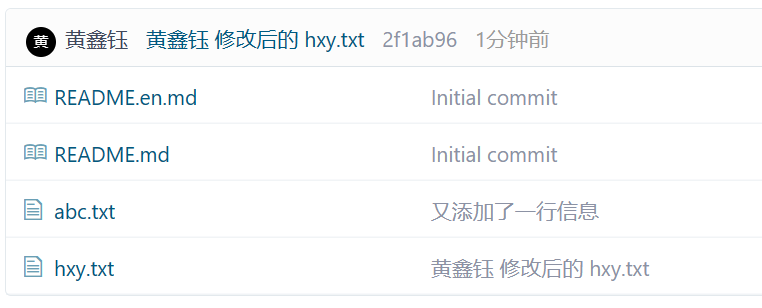 黄 黄鑫钰 黄鑫钰 修改后的 hxy.txt 2f1ab96 1分钟前
README.en.md Initial commit
README.md Initial commit
abc.txt 又添加了一行信息
hxy.txt 黄鑫钰 修改后的 hxy.txt